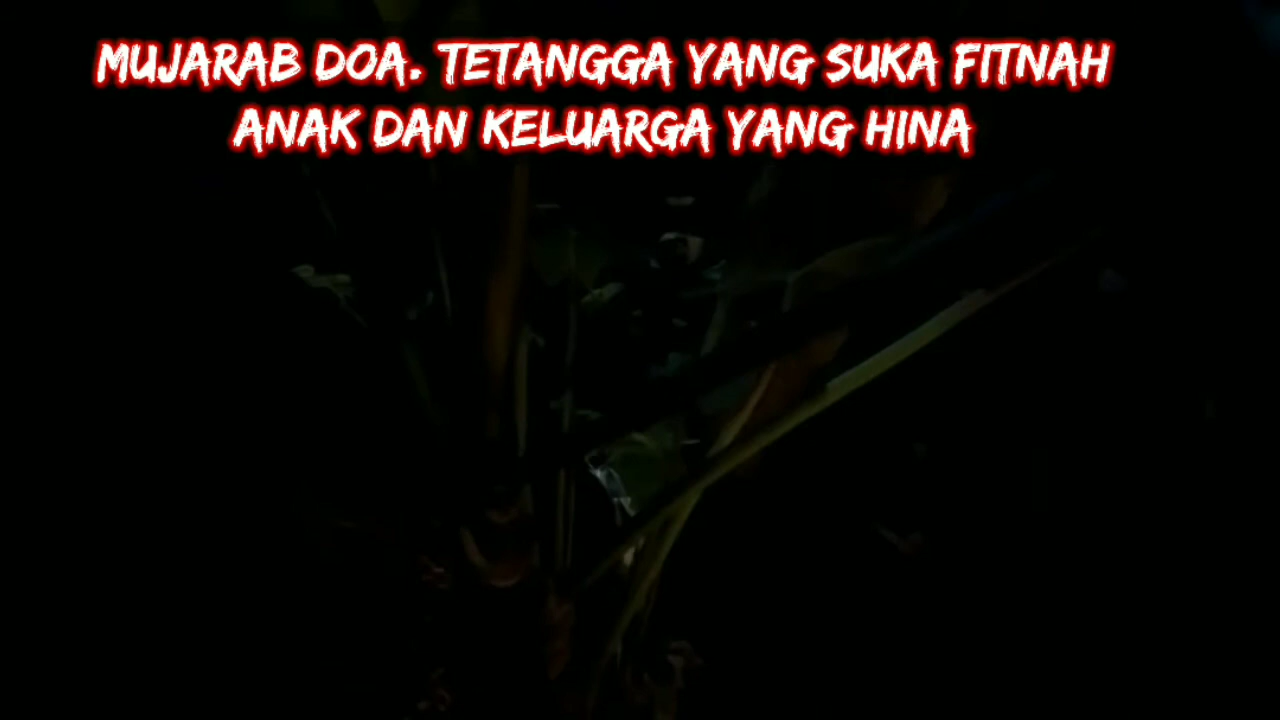 MUJARAB DOA. TETANGGA YANG SUKA FITNAH
ANAK DAN KELUARGA YANG HINA